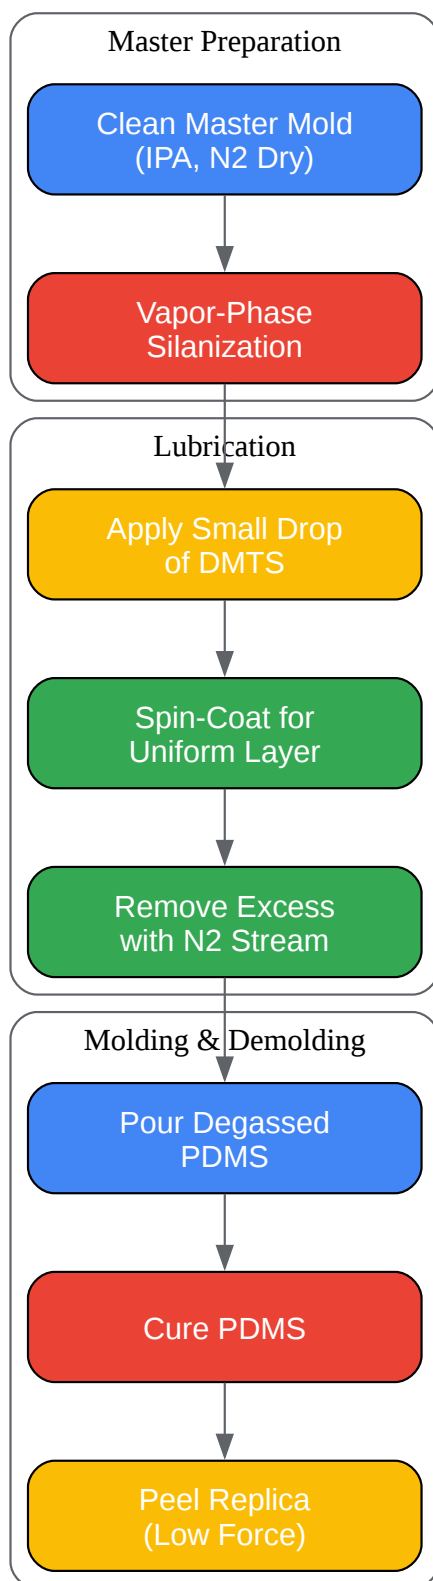 Master Preparation
Clean Master Mold
(IPA, N2 Dry)
Vapor-Phase
Silanization
Lubrication
Apply Small Drop
of DMTS
Spin-Coat for
Uniform Layer
Remove Excess
with N2 Stream
Molding & Demolding
Pour Degassed
PDMS
Cure PDMS
Peel Replica
(Low Force)